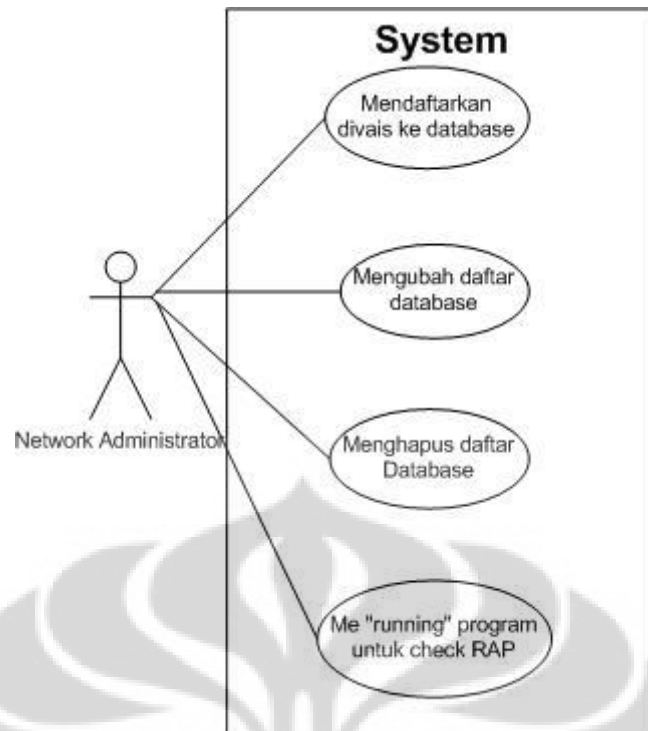 System
Mendaftarkan
divais ke database
Mengubah daftar
database
Network Administrator
Menghapus daftar
Database
Me "running" program
untuk check RAP